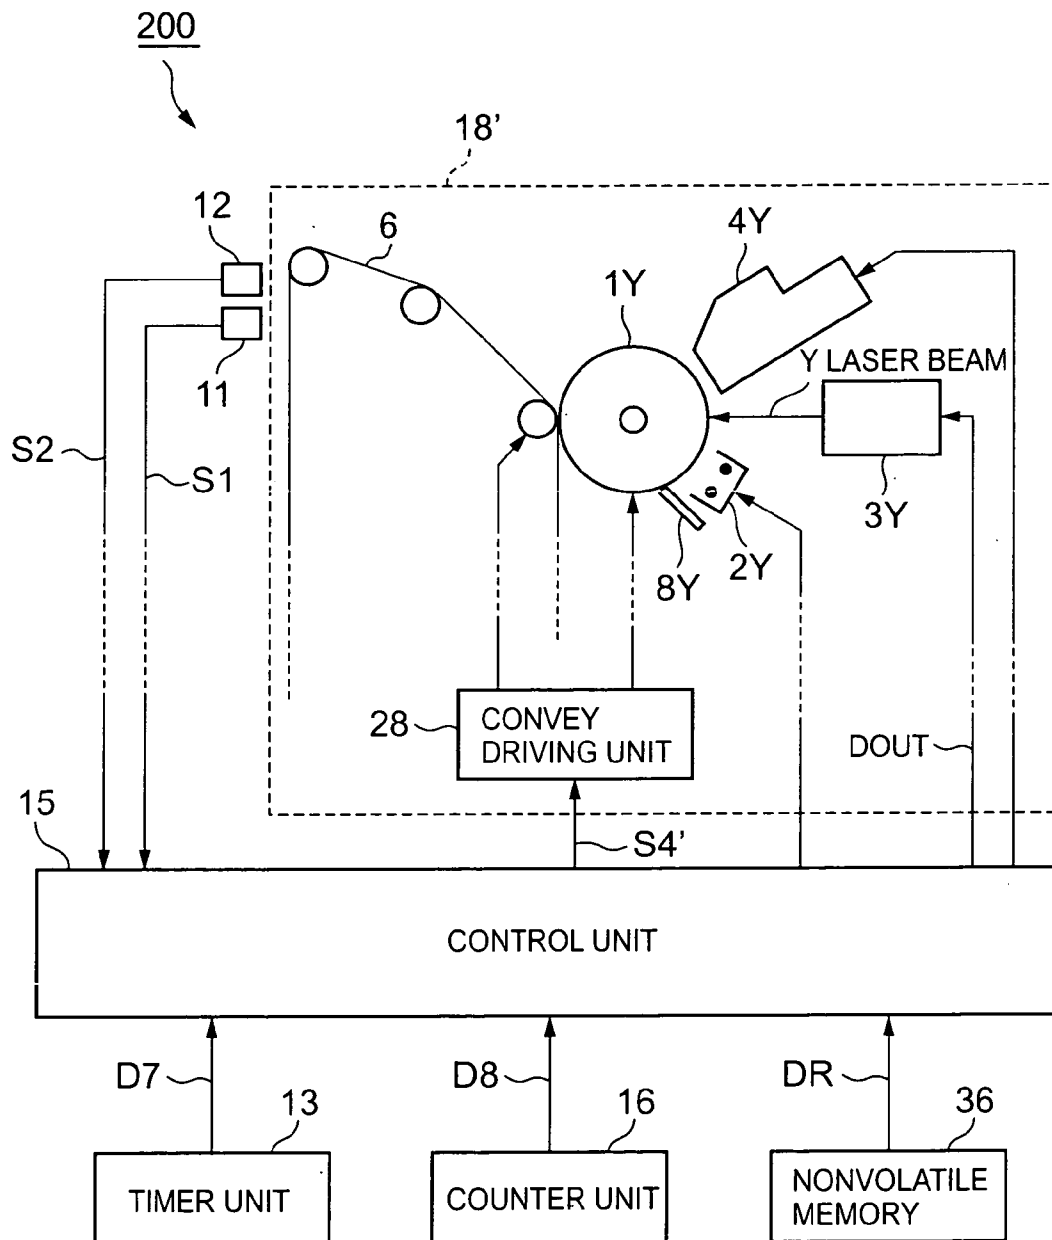 200
18'
12
6
4Y
1Y
Y LASER BEAM
11
S2
S1
3Y
2Y
8Y
28
CONVEY
DRIVING UNIT
DOUT
15
S4'
CONTROL UNIT
D7
D8
DR
13
16
36
TIMER UNIT
COUNTER UNIT
NONVOLATILE
MEMORY